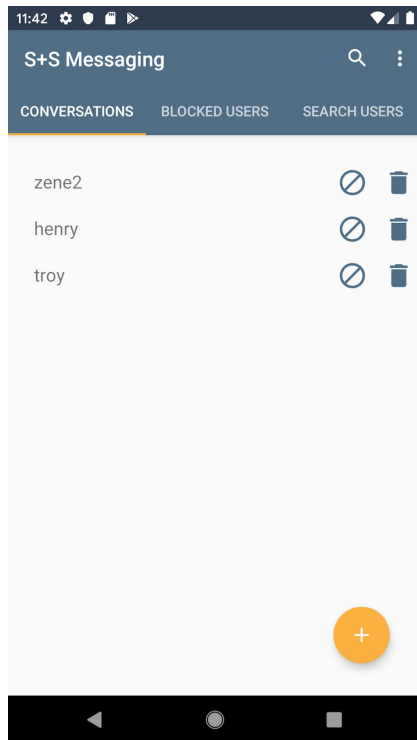 11:42
S+S Messaging
CONVERSATIONS BLOCKED USERS SEARCH USERS
zene2
henry
troy